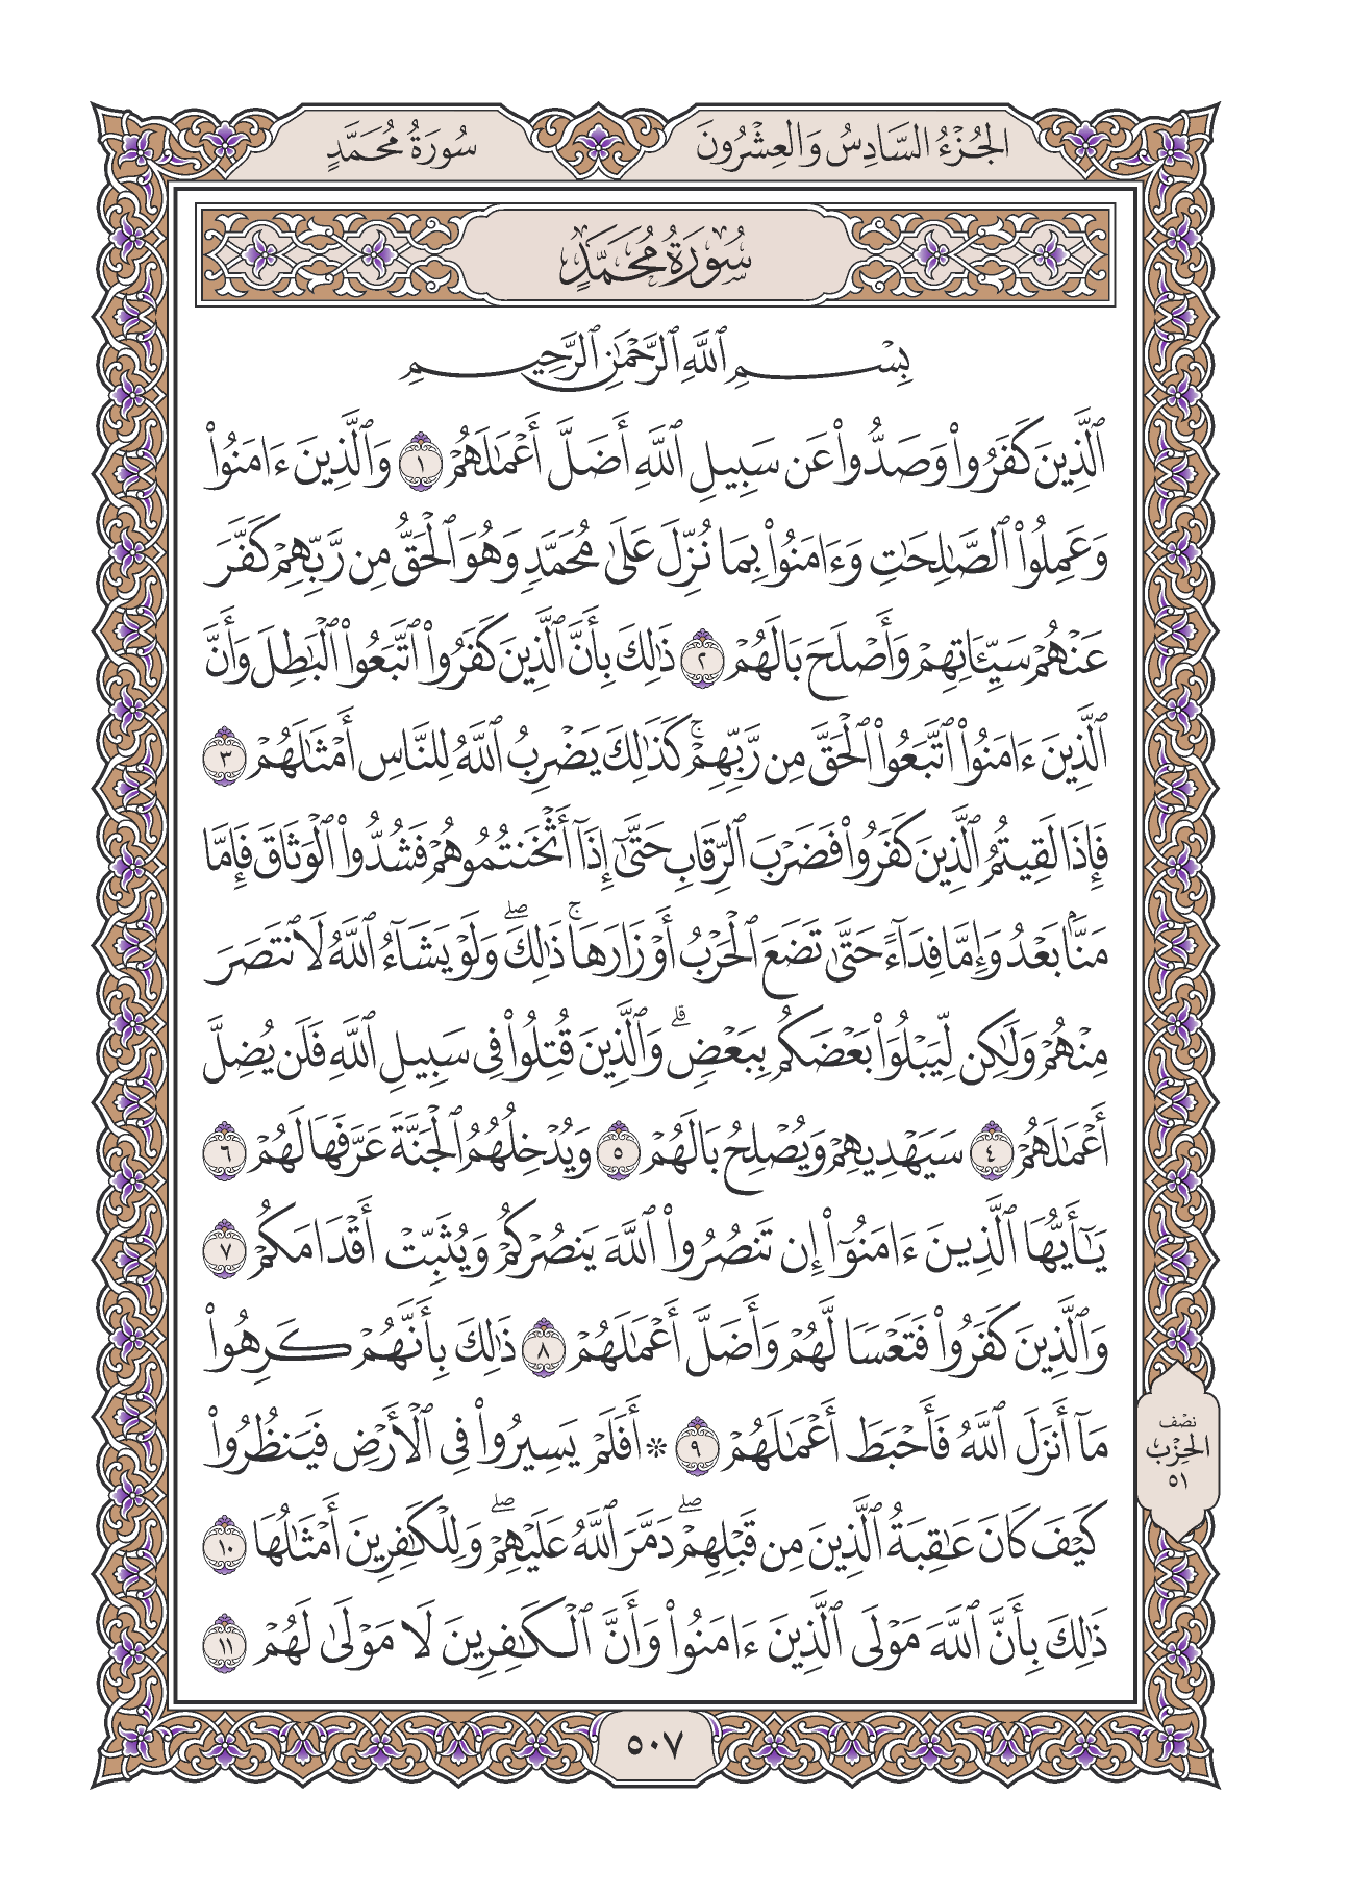 الجُزْءُ السَّادِسُ وَالعِشْرُونَ
سُورَةُ مُحَمَّدٍ
سُورَةُ مُحَمَّدٍ
بِسْمِ ٱللَّهِ ٱلرَّحْمَٰنِ ٱلرَّحِيمِ
ٱلَّذِينَ كَفَرُوا۟ وَصَدُّوا۟ عَن سَبِيلِ ٱللَّهِ أَضَلَّ أَعْمَٰلَهُمْ ١ وَٱلَّذِينَ ءَامَنُوا۟
وَعَمِلُوا۟ ٱلصَّٰلِحَٰتِ وَءَامَنُوا۟ بِمَا نُزِّلَ عَلَىٰ مُحَمَّدٍ وَهُوَ ٱلْحَقُّ مِن رَّبِّهِمْ كَفَّرَ
عَنْهُمْ سَيِّـَٔاتِهِمْ وَأَصْلَحَ بَالَهُمْ ٢ ذَٰلِكَ بِأَنَّ ٱلَّذِينَ كَفَرُوا۟ ٱتَّبَعُوا۟ ٱلْبَٰطِلَ وَأَنَّ
ٱلَّذِينَ ءَامَنُوا۟ ٱتَّبَعُوا۟ ٱلْحَقَّ مِن رَّبِّهِمْ ۚ كَذَٰلِكَ يَضْرِبُ ٱللَّهُ لِلنَّاسِ أَمْثَٰلَهُمْ ٣
فَإِذَا لَقِيتُمُ ٱلَّذِينَ كَفَرُوا۟ فَضَرْبَ ٱلرِّقَابِ حَتَّىٰٓ إِذَآ أَثْخَنتُمُوهُمْ فَشُدُّوا۟ ٱلْوَثَاقَ فَإِمَّا
مَنًّۢا بَعْدُ وَإِمَّا فِدَآءً حَتَّىٰ تَضَعَ ٱلْحَرْبُ أَوْزَارَهَا ۚ ذَٰلِكَ ۖ وَلَوْ يَشَآءُ ٱللَّهُ لَٱنتَصَرَ
مِنْهُمْ وَلَٰكِن لِّيَبْلُوَا۟ بَعْضَكُم بِبَعْضٍ ۗ وَٱلَّذِينَ قُتِلُوا۟ فِى سَبِيلِ ٱللَّهِ فَلَن يُضِلَّ
أَعْمَٰلَهُمْ ٤ سَيَهْدِيهِمْ وَيُصْلِحُ بَالَهُمْ ٥ وَيُدْخِلُهُمُ ٱلْجَنَّةَ عَرَّفَهَا لَهُمْ ٦
يَٰٓأَيُّهَا ٱلَّذِينَ ءَامَنُوٓا۟ إِن تَنصُرُوا۟ ٱللَّهَ يَنصُرْكُمْ وَيُثَبِّتْ أَقْدَامَكُمْ ٧
وَٱلَّذِينَ كَفَرُوا۟ فَتَعْسًا لَّهُمْ وَأَضَلَّ أَعْمَٰلَهُمْ ٨ ذَٰلِكَ بِأَنَّهُمْ كَرِهُوا۟
مَآ أَنزَلَ ٱللَّهُ فَأَحْبَطَ أَعْمَٰلَهُمْ ٩ ۞ أَفَلَمْ يَسِيرُوا۟ فِى ٱلْأَرْضِ فَيَنظُرُوا۟
كَيْفَ كَانَ عَٰقِبَةُ ٱلَّذِينَ مِن قَبْلِهِمْ ۖ دَمَّرَ ٱللَّهُ عَلَيْهِمْ ۖ وَلِلْكَٰفِرِينَ أَمْثَٰلُهَا ١٠
ذَٰلِكَ بِأَنَّ ٱللَّهَ مَوْلَى ٱلَّذِينَ ءَامَنُوا۟ وَأَنَّ ٱلْكَٰفِرِينَ لَا مَوْلَىٰ لَهُمْ ١١
نصف
الحِزْب
٥١
٥٠٧